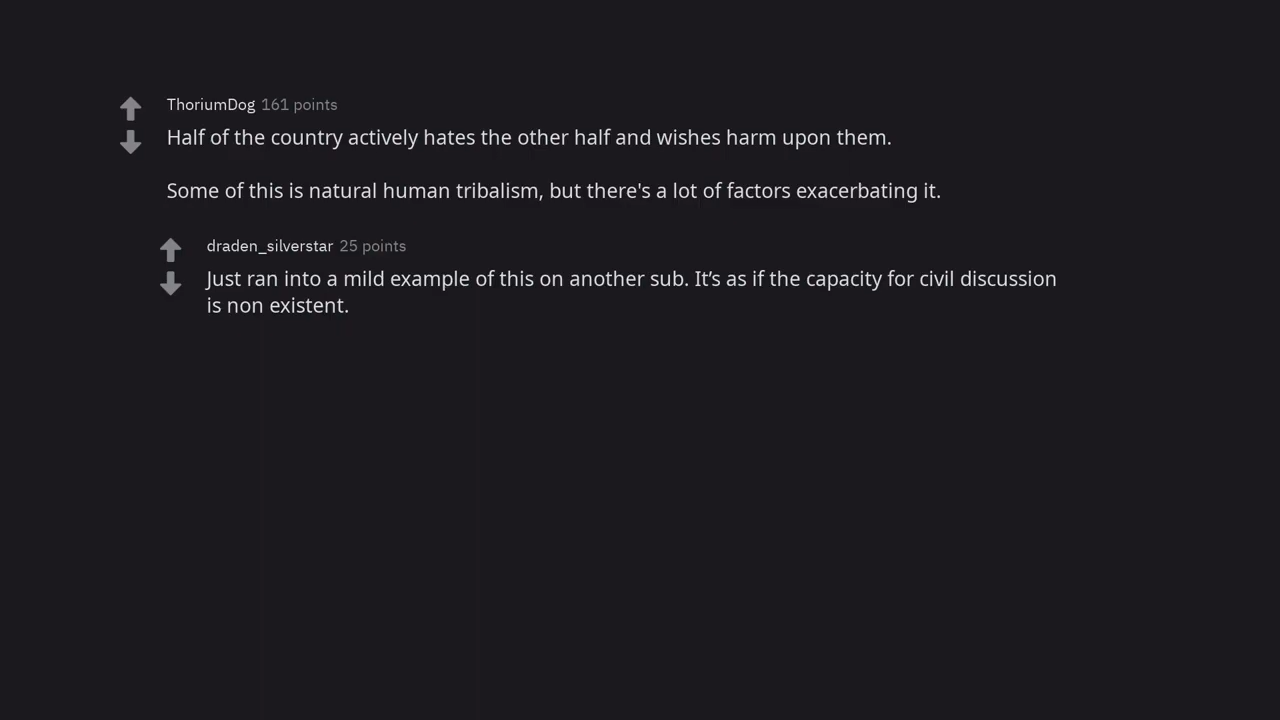 ThoriumDog 161 points
Half of the country actively hates the other half and wishes harm upon them.
Some of this is natural human tribalism, but there's a lot of factors exacerbating it.
draden_silverstar 25 points
Just ran into a mild example of this on another sub. It’s as if the capacity for civil discussion
is non existent.